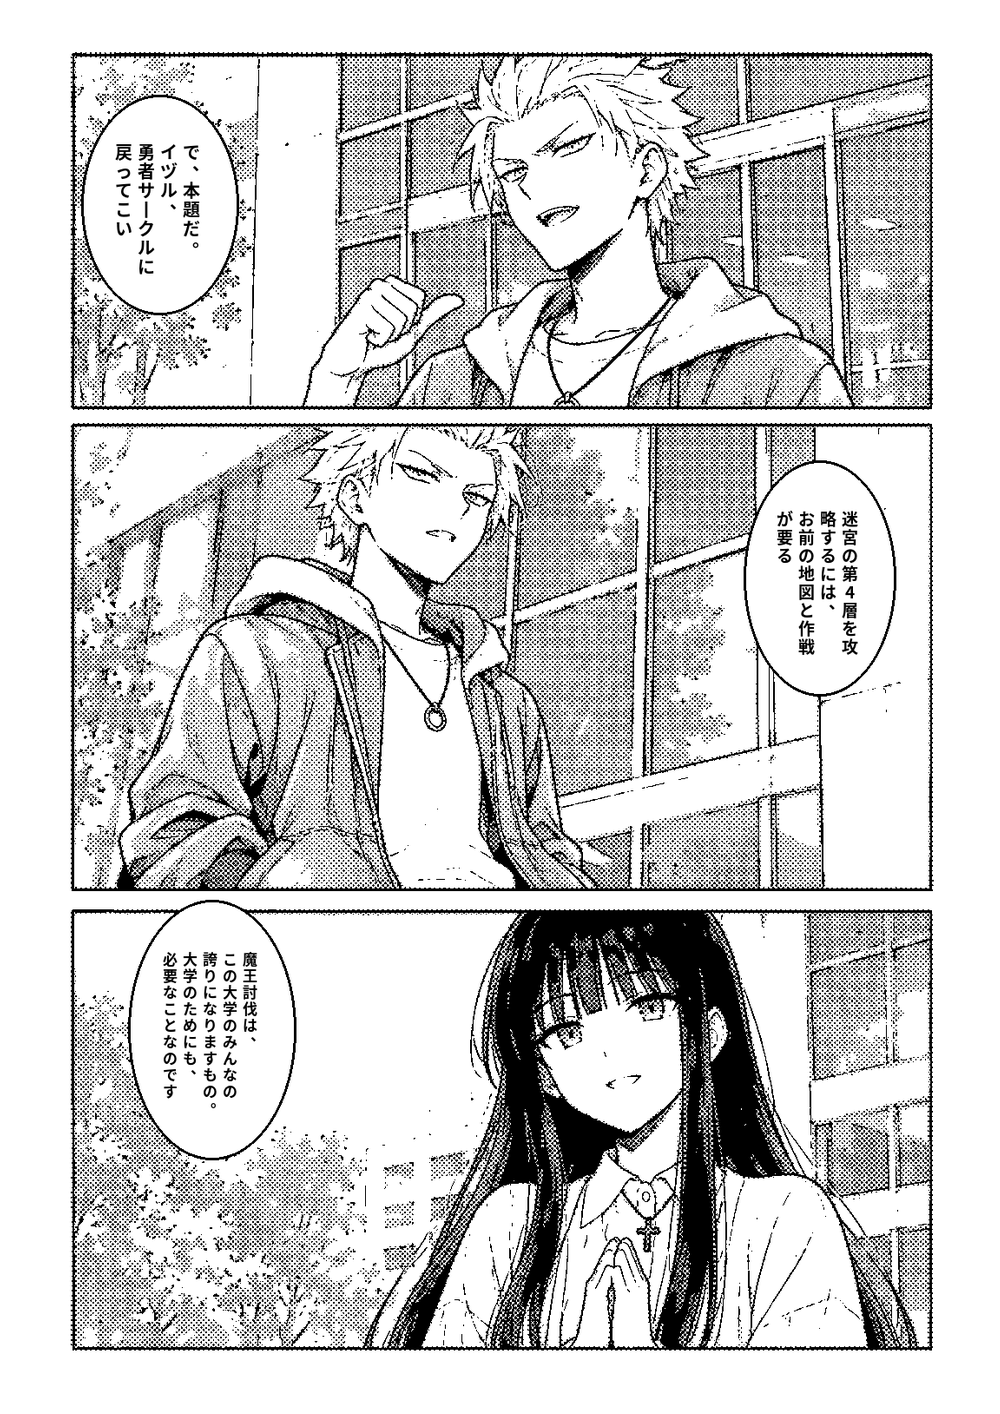 で、本題だ。
イヅル、
勇者サークルに
戻ってこい
迷宮の第4層を攻
略するには、
お前の地図と作戦
が要る
魔王討伐は、
この大学のみんなの
誇りになりますもの。
大学のためにも、
必要なことなのです